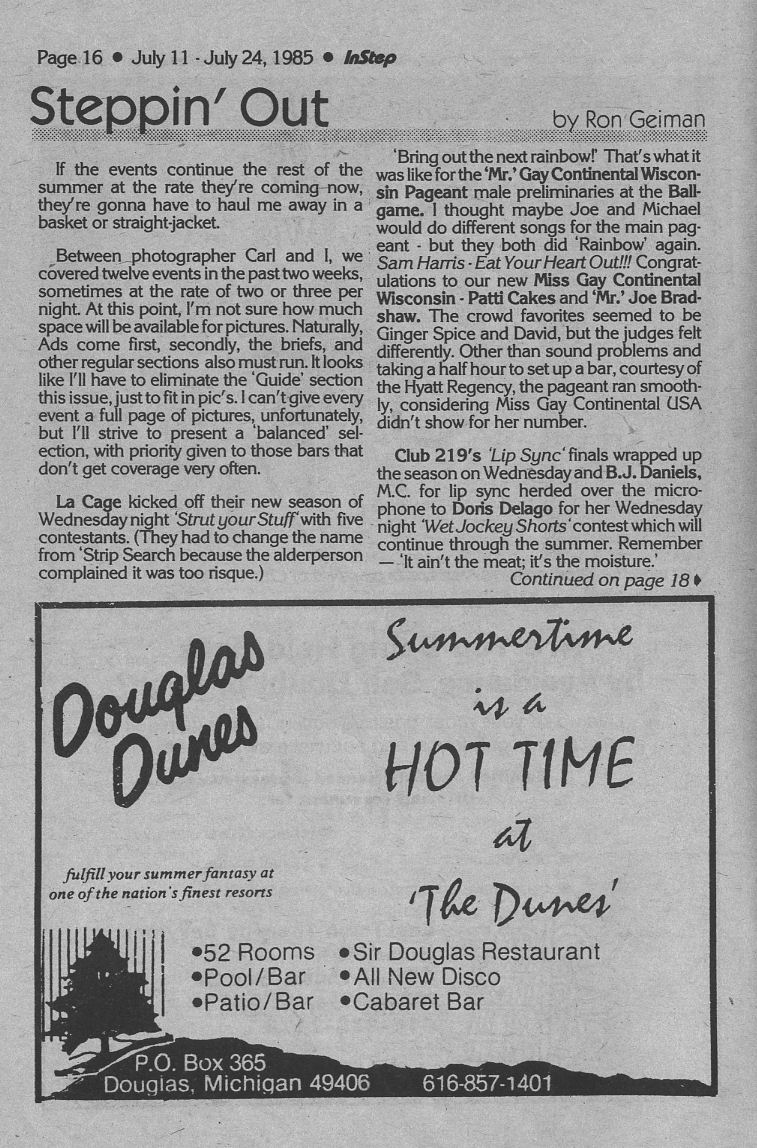 Page 16 • July 11 - July 24, 1985 • InStep
Steppin' Out
by Ron Geiman
If the events continue the rest of the
summer at the rate they're coming now,
they're gonna have to haul me away in a
basket or straight-jacket.
Between photographer Carl and I, we
covered twelve events in the past two weeks,
sometimes at the rate of two or three per
night. At this point, I'm not sure how much
space will be available for pictures. Naturally,
Ads come first, secondly, the briefs, and
other regular sections also must run. It looks
like I'll have to eliminate the 'Guide' section
this issue, just to fit in pic's. I can't give every
event a full page of pictures, unfortunately,
but I'll strive to present a 'balanced' sel-
ection, with priority given to those bars that
don't get coverage very often.
La Cage kicked off their new season of
Wednesday night 'Strut your Stuff' with five
contestants. (They had to change the name
from 'Strip Search because the alderperson
complained it was too risque.)
'Bring out the next rainbow!' That's what it
was like for the 'Mr.' Gay Continental Wiscon-
sin Pageant male preliminaries at the Ball-
game. I thought maybe Joe and Michael
would do different songs for the main pag-
eant - but they both did 'Rainbow' again.
Sam Harris - Eat Your Heart Out!!! Congrat-
ulations to our new Miss Gay Continental
Wisconsin - Patti Cakes and 'Mr.' Joe Brad-
shaw. The crowd favorites seemed to be
Ginger Spice and David, but the judges felt
differently. Other than sound problems and
taking a half hour to set up a bar, courtesy of
the Hyatt Regency, the pageant ran smooth-
ly, considering Miss Gay Continental USA
didn't show for her number.
Club 219's 'Lip Sync' finals wrapped up
the season on Wednesday and B.J. Daniels,
M.C. for lip sync herded over the micro-
phone to Doris Delago for her Wednesday
night 'Wet Jockey Shorts' contest which will
continue through the summer. Remember
— 'It ain't the meat; it's the moisture.'
Continued on page 18
Douglas
Dunes
fulfill your summer fantasy at
one of the nation's finest resorts
Summertime
is a
HOT TIME
at
'The Dunes'
•52 Rooms •Sir Douglas Restaurant
•Pool/Bar •All New Disco
•Patio/Bar •Cabaret Bar
P.O. Box 365
Douglas, Michigan 49406 616-857-1401